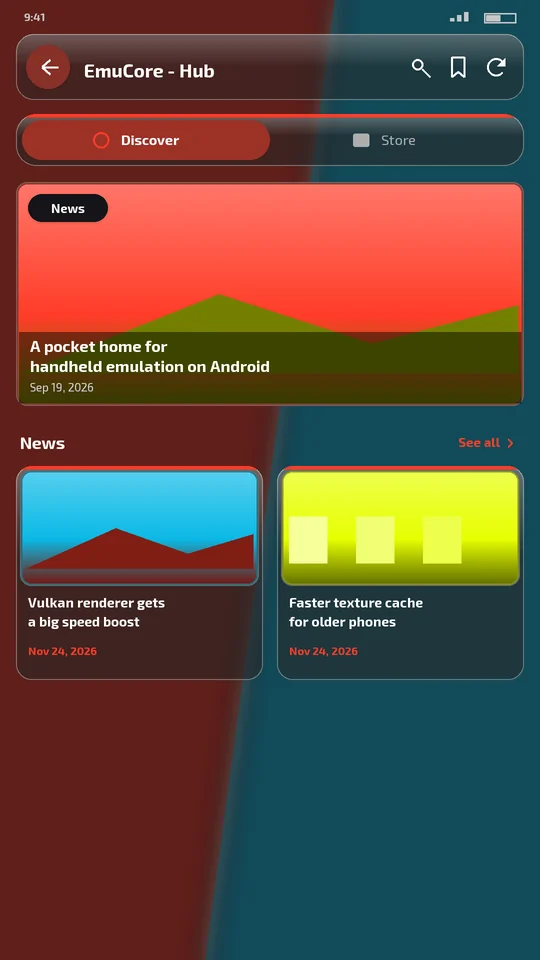 9:41
EmuCore - Hub
Discover
Store
News
A pocket home for
handheld emulation on Android
Sep 19, 2026
News
See all
Vulkan renderer gets
a big speed boost
Nov 24, 2026
Faster texture cache
for older phones
Nov 24, 2026